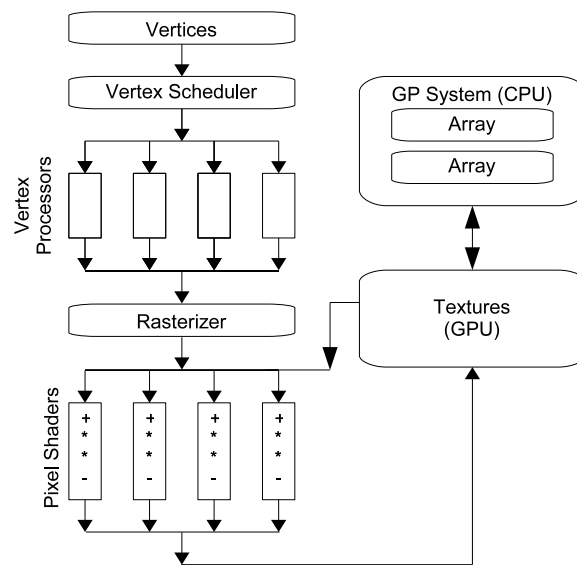 Vertices
Vertex Scheduler
Vertex
Processors
Rasterizer
Pixel Shaders
+ + + +
* * * *
* * * *
- - - -
GP System (CPU)
Array
Array
Textures
(GPU)